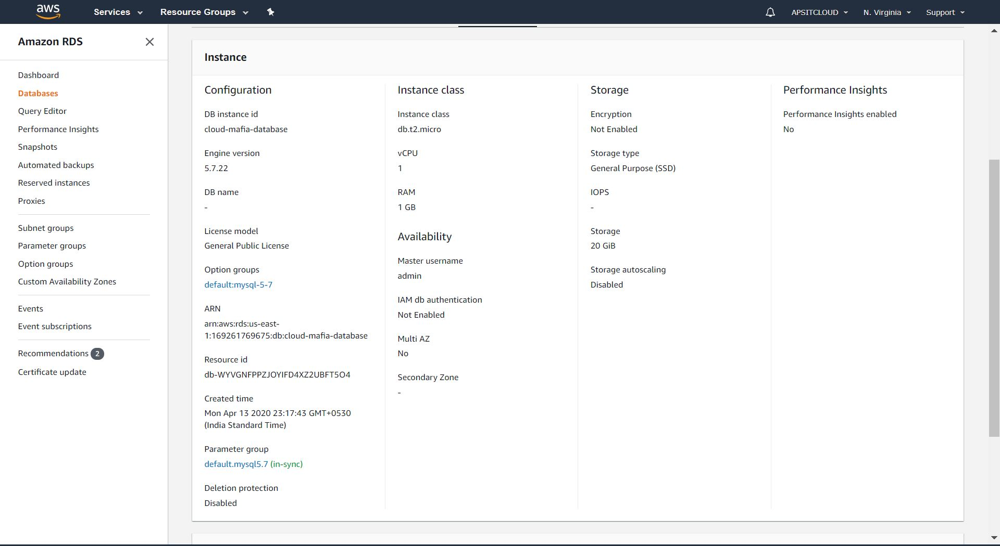 aws
Services
Resource Groups
APSITCLOUD
N. Virginia
Support
Amazon RDS
Dashboard
Databases
Query Editor
Performance Insights
Snapshots
Automated backups
Reserved instances
Proxies
Subnet groups
Parameter groups
Option groups
Custom Availability Zones
Events
Event subscriptions
Recommendations 2
Certificate update
Instance
Configuration
DB instance id
cloud-mafia-database
Engine version
5.7.22
DB name
-
License model
General Public License
Option groups
default:mysql-5-7
ARN
arn:aws:rds:us-east-
1:169261769675:db:cloud-mafia-database
Resource id
db-WYVGNFPPZJOYIFD4XZ2UBFT5O4
Created time
Mon Apr 13 2020 23:17:43 GMT+0530
(India Standard Time)
Parameter group
default.mysql5.7 (in-sync)
Deletion protection
Disabled
Instance class
Instance class
db.t2.micro
vCPU
1
RAM
1 GB
Availability
Master username
admin
IAM db authentication
Not Enabled
Multi AZ
No
Secondary Zone
-
Storage
Encryption
Not Enabled
Storage type
General Purpose (SSD)
IOPS
-
Storage
20 GiB
Storage autoscaling
Disabled
Performance Insights
Performance Insights enabled
No